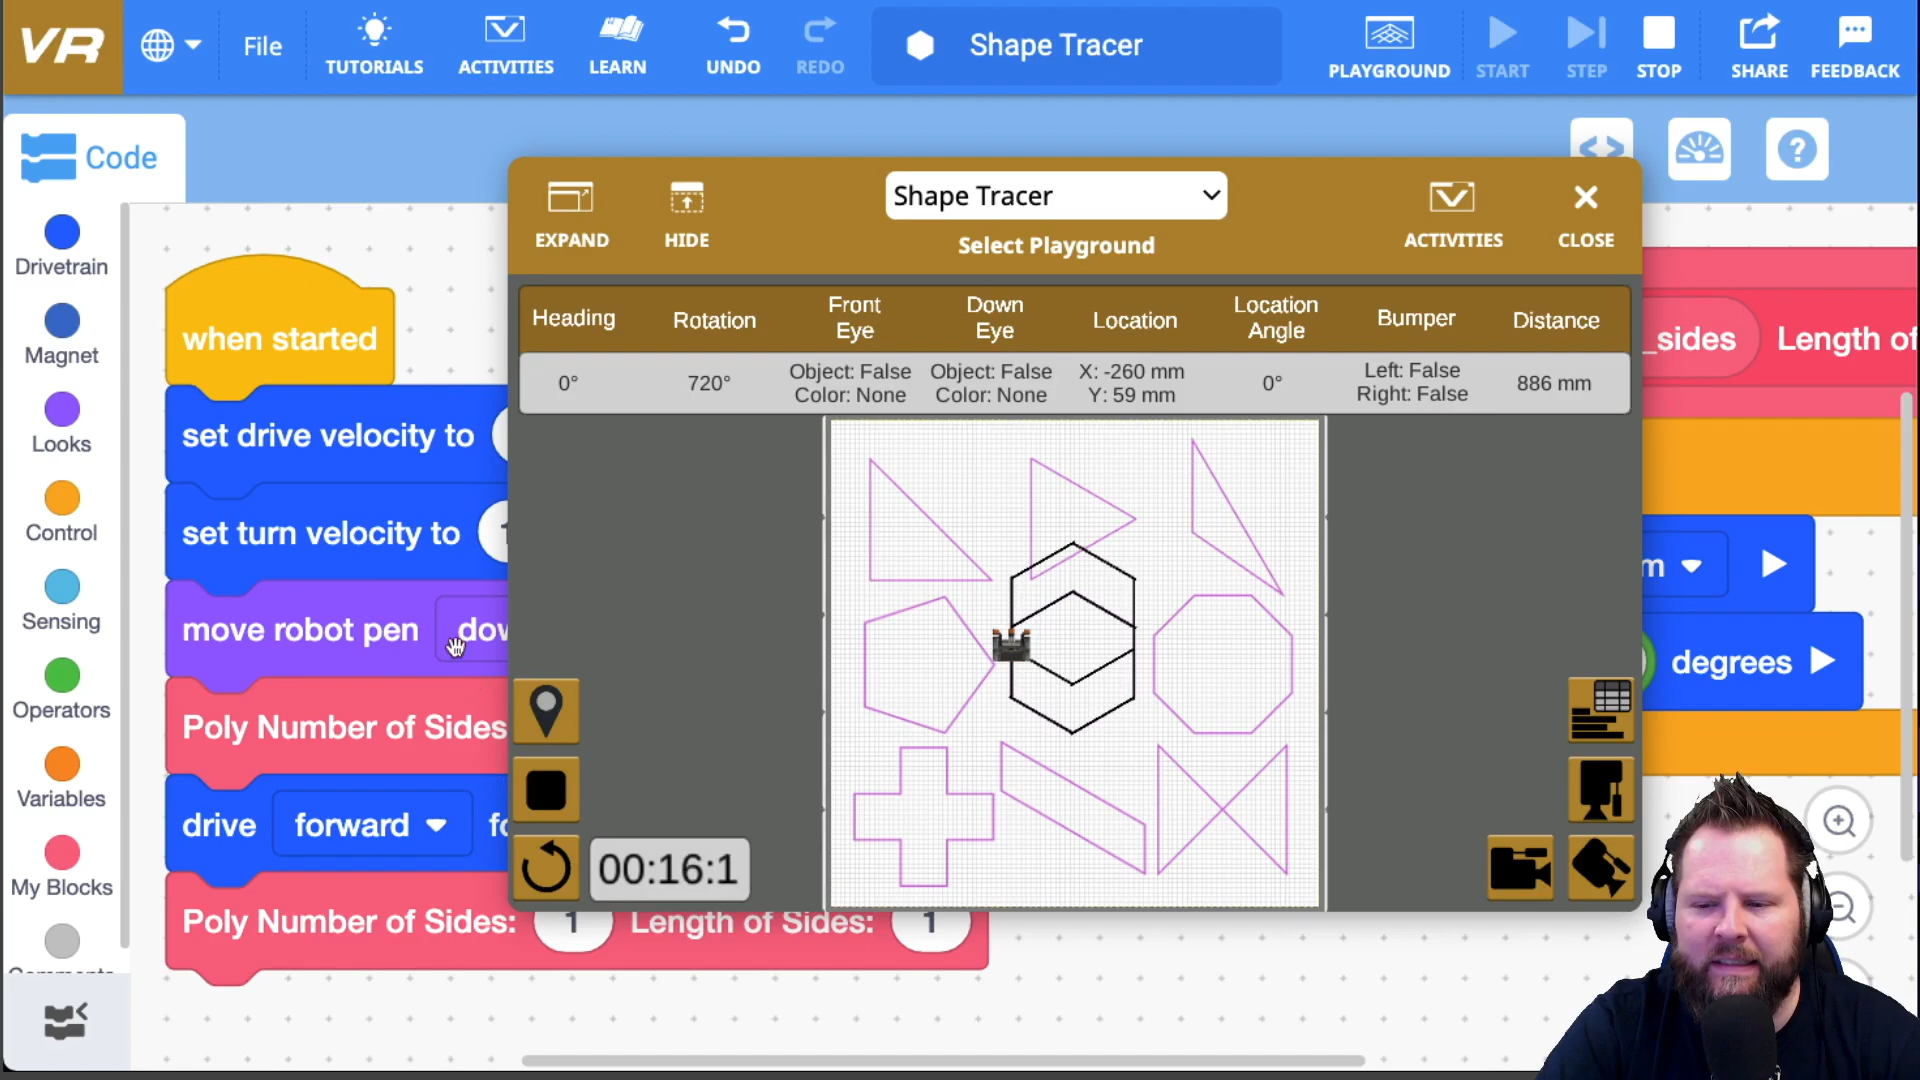 VR
File
TUTORIALS
ACTIVITIES
LEARN
UNDO
REDO
Shape Tracer
PLAYGROUND
START
STEP
STOP
SHARE
FEEDBACK
Code
Drivetrain
Magnet
Looks
Control
Sensing
Operators
Variables
My Blocks
when started
set drive velocity to
set turn velocity to
move robot pen
Poly Number of Sides
drive forward
Poly Number of Sides: 1 Length of Sides: 1
EXPAND
HIDE
Shape Tracer
Select Playground
ACTIVITIES
CLOSE
Heading Rotation Front Eye Down Eye Location Location Angle Bumper Distance
0° 720° Object: False Object: False X: -260 mm 0° Left: False 886 mm
Color: None Color: None Y: 59 mm Right: False
00:16:1
_sides Length of
degrees